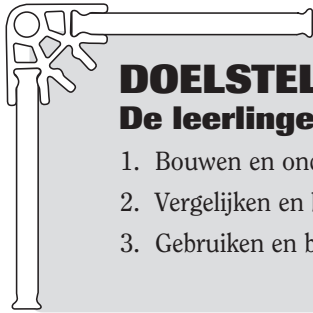 DOELSTEL
De leerlinge
1. Bouwen en ond
2. Vergelijken en
3. Gebruiken en b